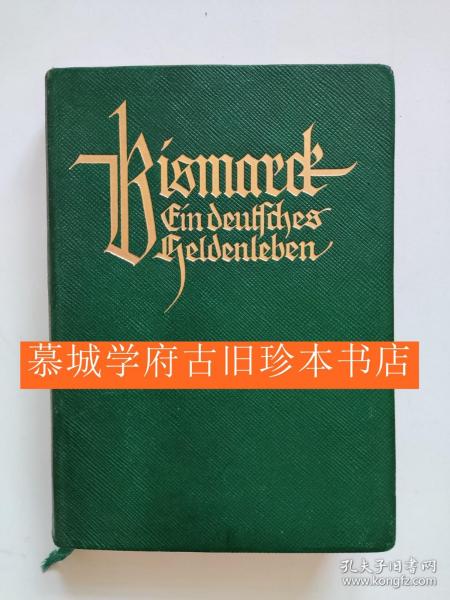 Bismarck
Ein deutsches
Heldenleben
慕城学府古旧珍本书店
孔夫子旧书网
www.kongfz.com